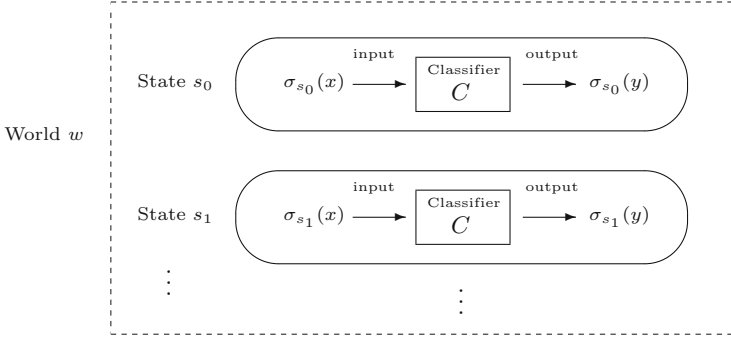 input output
State s₀ σₛ₀(x) Classifier C σₛ₀(y)
World w
input output
State s₁ σₛ₁(x) Classifier C σₛ₁(y)
⋮ ⋮